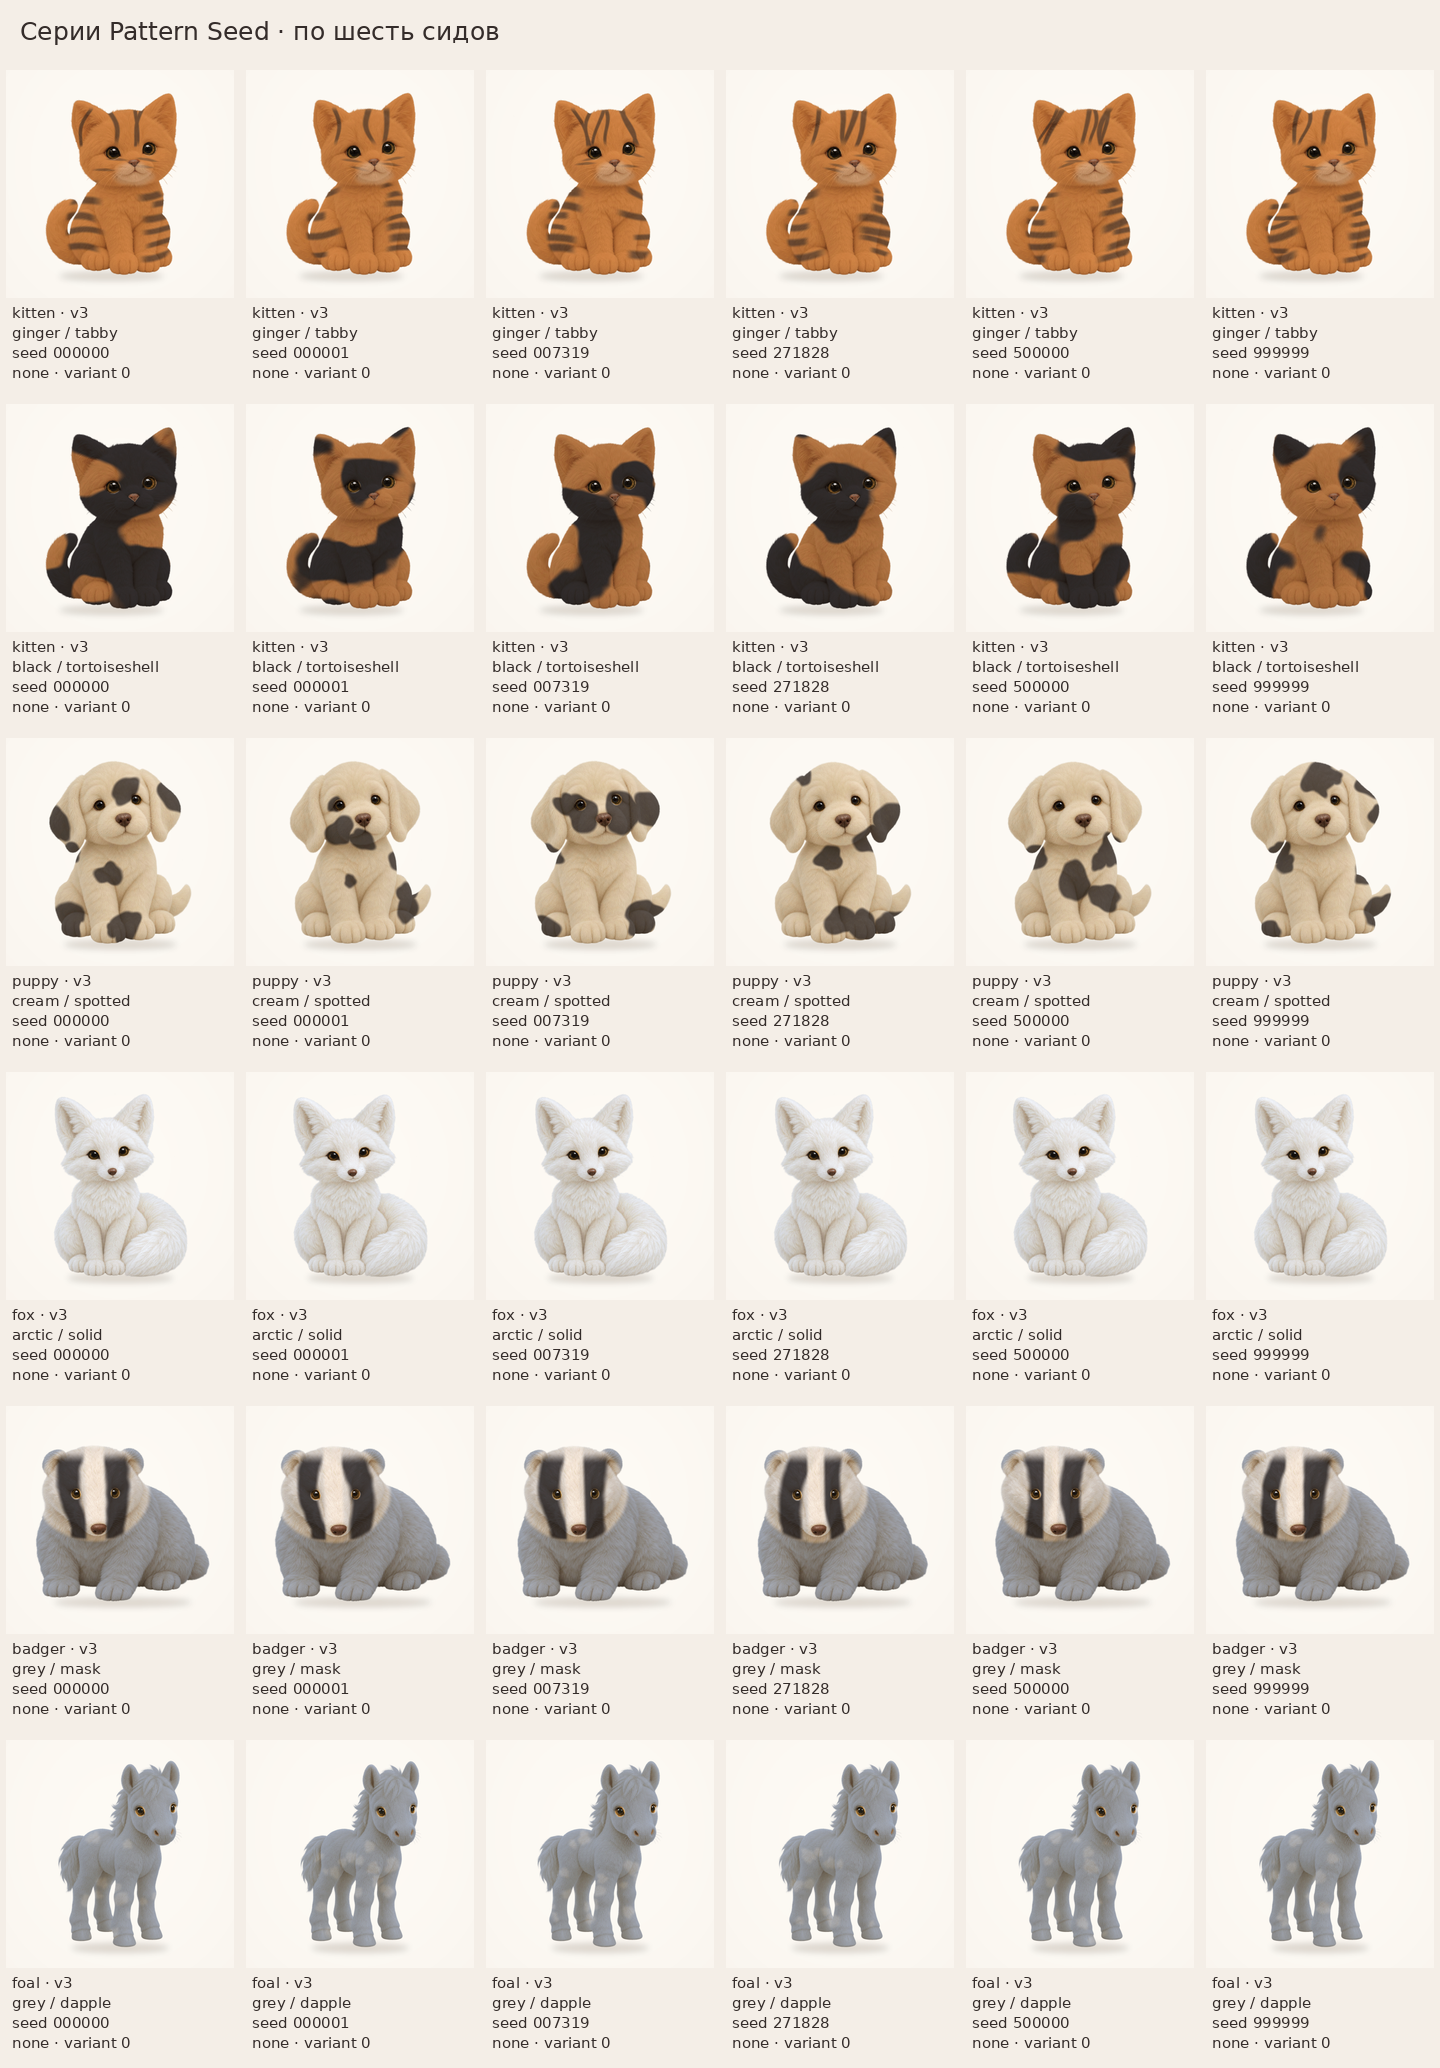 Серии Pattern Seed · по шесть сидов
kitten · v3
ginger / tabby
seed 000000
none · variant 0
kitten · v3
ginger / tabby
seed 000001
none · variant 0
kitten · v3
ginger / tabby
seed 007319
none · variant 0
kitten · v3
ginger / tabby
seed 271828
none · variant 0
kitten · v3
ginger / tabby
seed 500000
none · variant 0
kitten · v3
ginger / tabby
seed 999999
none · variant 0
kitten · v3
black / tortoiseshell
seed 000000
none · variant 0
kitten · v3
black / tortoiseshell
seed 000001
none · variant 0
kitten · v3
black / tortoiseshell
seed 007319
none · variant 0
kitten · v3
black / tortoiseshell
seed 271828
none · variant 0
kitten · v3
black / tortoiseshell
seed 500000
none · variant 0
kitten · v3
black / tortoiseshell
seed 999999
none · variant 0
puppy · v3
cream / spotted
seed 000000
none · variant 0
puppy · v3
cream / spotted
seed 000001
none · variant 0
puppy · v3
cream / spotted
seed 007319
none · variant 0
puppy · v3
cream / spotted
seed 271828
none · variant 0
puppy · v3
cream / spotted
seed 500000
none · variant 0
puppy · v3
cream / spotted
seed 999999
none · variant 0
fox · v3
arctic / solid
seed 000000
none · variant 0
fox · v3
arctic / solid
seed 000001
none · variant 0
fox · v3
arctic / solid
seed 007319
none · variant 0
fox · v3
arctic / solid
seed 271828
none · variant 0
fox · v3
arctic / solid
seed 500000
none · variant 0
fox · v3
arctic / solid
seed 999999
none · variant 0
badger · v3
grey / mask
seed 000000
none · variant 0
badger · v3
grey / mask
seed 000001
none · variant 0
badger · v3
grey / mask
seed 007319
none · variant 0
badger · v3
grey / mask
seed 271828
none · variant 0
badger · v3
grey / mask
seed 500000
none · variant 0
badger · v3
grey / mask
seed 999999
none · variant 0
foal · v3
grey / dapple
seed 000000
none · variant 0
foal · v3
grey / dapple
seed 000001
none · variant 0
foal · v3
grey / dapple
seed 007319
none · variant 0
foal · v3
grey / dapple
seed 271828
none · variant 0
foal · v3
grey / dapple
seed 500000
none · variant 0
foal · v3
grey / dapple
seed 999999
none · variant 0